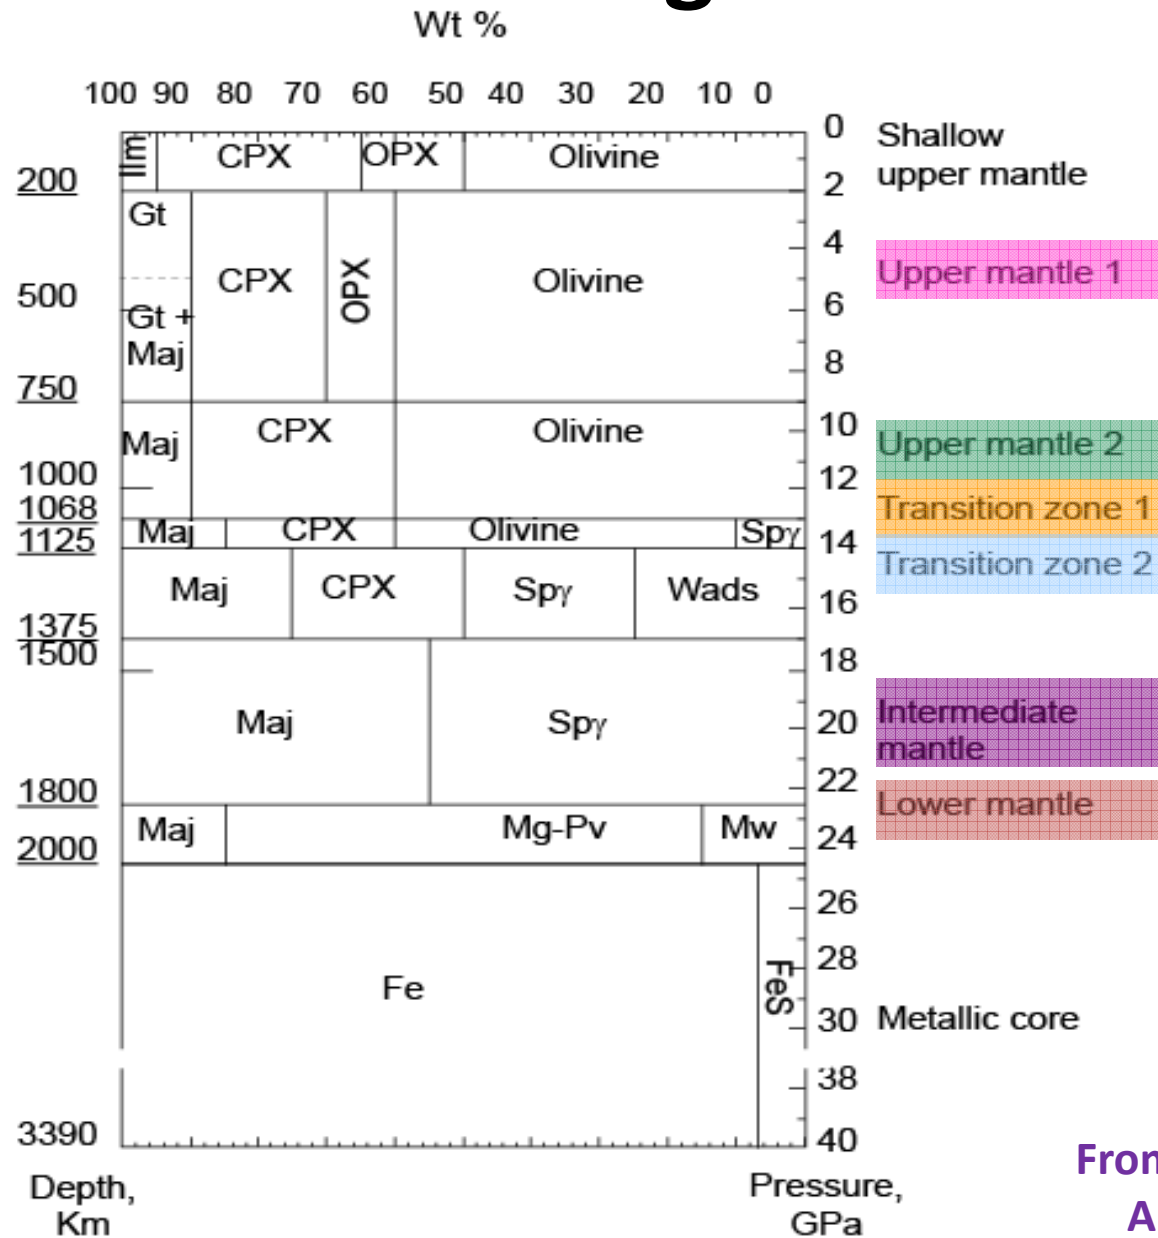 g
Wt %
100 90 80 70 60 50 40 30 20 10 0
0
Shallow
upper mantle
Ilm CPX OPX Olivine
200
2
Gt
4
Upper mantle 1
CPX OPX Olivine
500
Gt +
Maj
6
8
750
Maj CPX Olivine
10
Upper mantle 2
1000
12
1068
Transition zone 1
Maj CPX Olivine Spγ
1125
14
Transition zone 2
Maj CPX Spγ Wads
16
1375
1500
18
Maj Spγ
20
Intermediate
mantle
22
1800
Lower mantle
Maj Mg-Pv Mw
24
2000
26
28
Fe FeS
30
Metallic core
38
3390
40
Depth,
Km
Pressure,
GPa
A